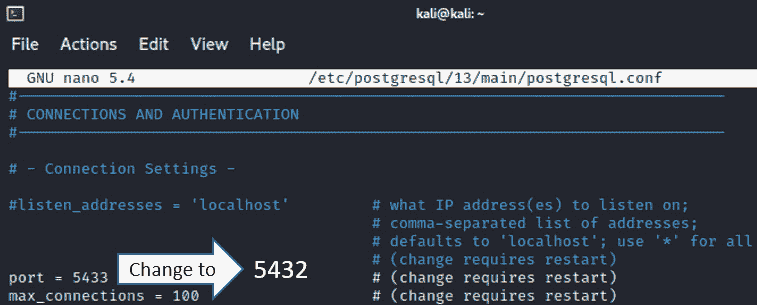 kali@kali: ~
File Actions Edit View Help
GNU nano 5.4 /etc/postgresql/13/main/postgresql.conf
#------------------------------------------------------------------------------
# CONNECTIONS AND AUTHENTICATION
#------------------------------------------------------------------------------
# - Connection Settings -
#listen_addresses = 'localhost' # what IP address(es) to listen on;
# comma-separated list of addresses;
# defaults to 'localhost'; use '*' for all
# (change requires restart)
port = 5433 Change to 5432 # (change requires restart)
max_connections = 100 # (change requires restart)